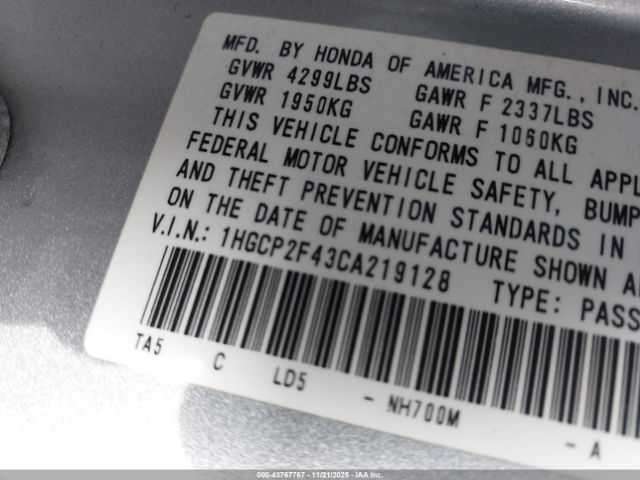 MFD. BY HONDA OF AMERICA MFG., INC.
GVWR 4299LBS GAWR F 2337LBS
GVWR 1950KG GAWR F 1060KG
THIS VEHICLE CONFORMS TO ALL APPL
FEDERAL MOTOR VEHICLE SAFETY, BUMP
AND THEFT PREVENTION STANDARDS IN
ON THE DATE OF MANUFACTURE SHOWN A
V.I.N.: 1HGCP2F43CA219128 TYPE: PASS
TA5 C LD5 - NH700M - A
00-43767767 - 11/21/2025 - IAA Inc.